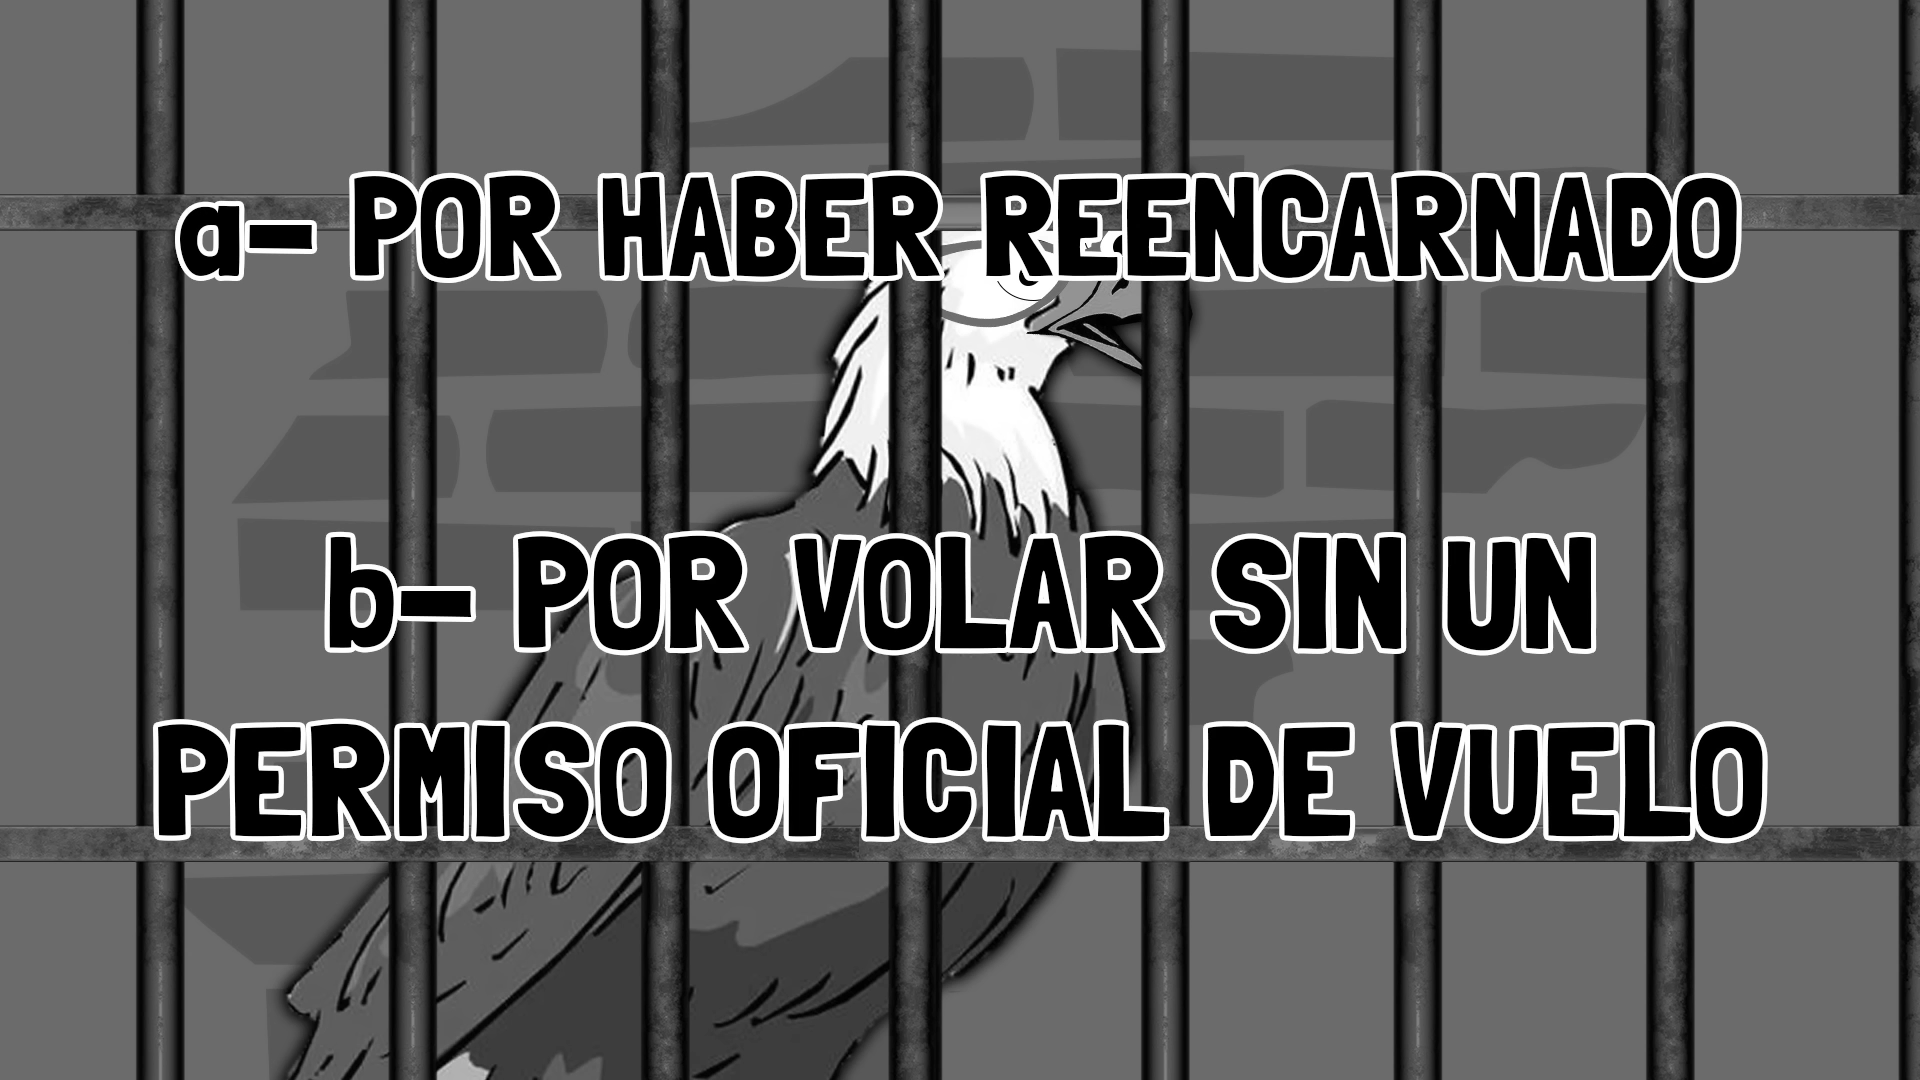 a- POR HABER REENCARNADO
b- POR VOLAR SIN UN
PERMISO OFICIAL DE VUELO